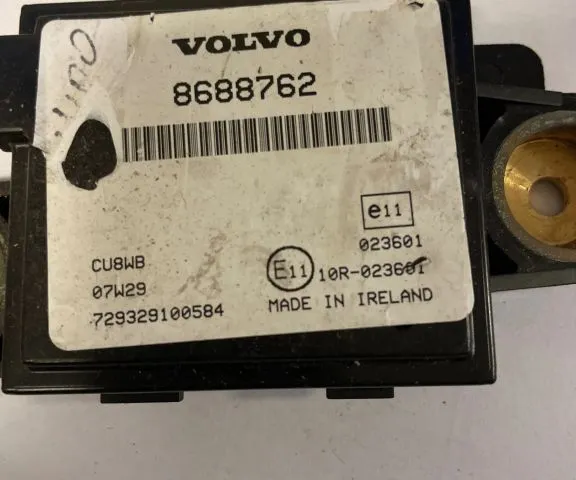 VOLVO
8688762
e11
023601
E11 10R-023601
CU8WB
07W29
729329100584
MADE IN IRELAND